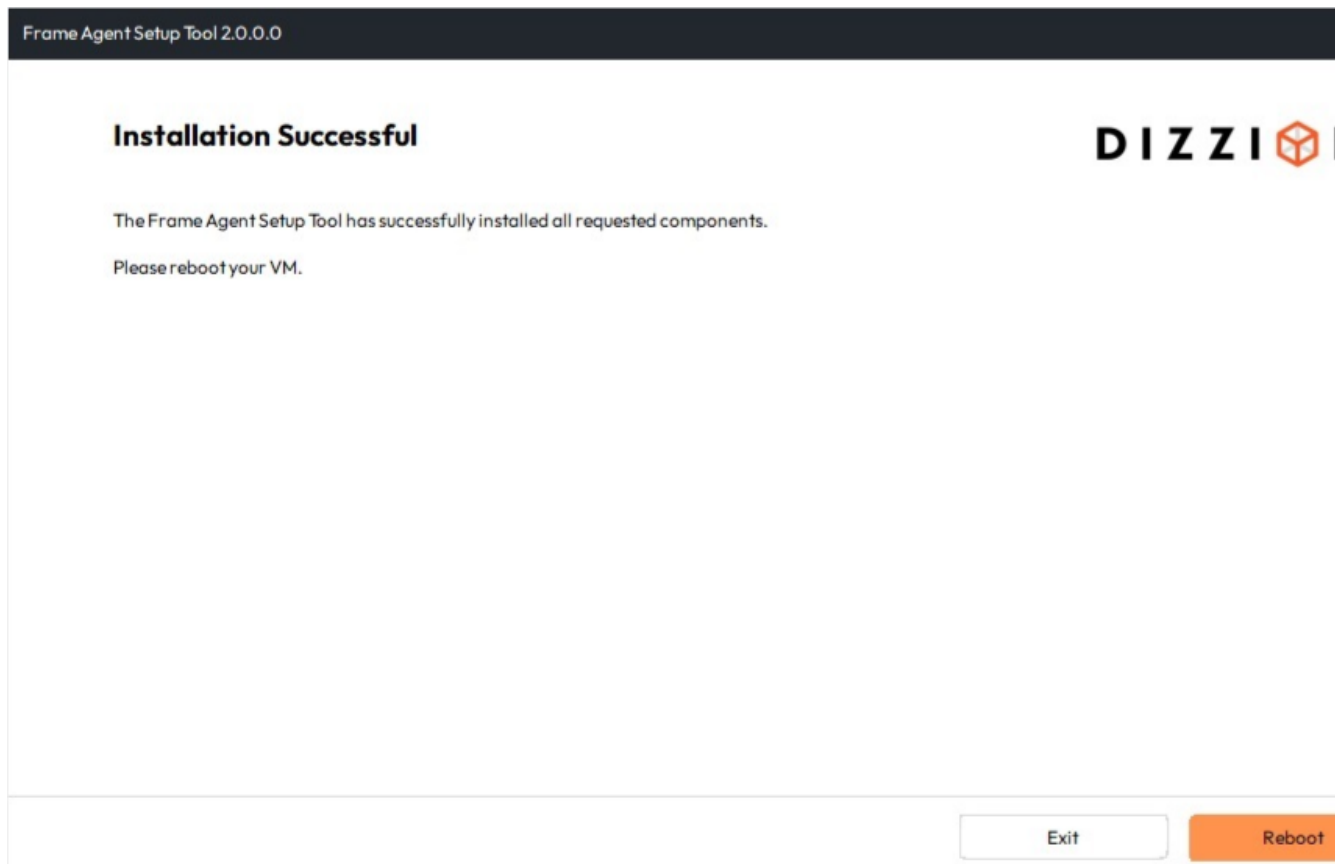 Frame Agent Setup Tool 2.0.0.0
Installation Successful
DIZZI
The Frame Agent Setup Tool has successfully installed all requested components.
Please reboot your VM.
Exit
Reboot